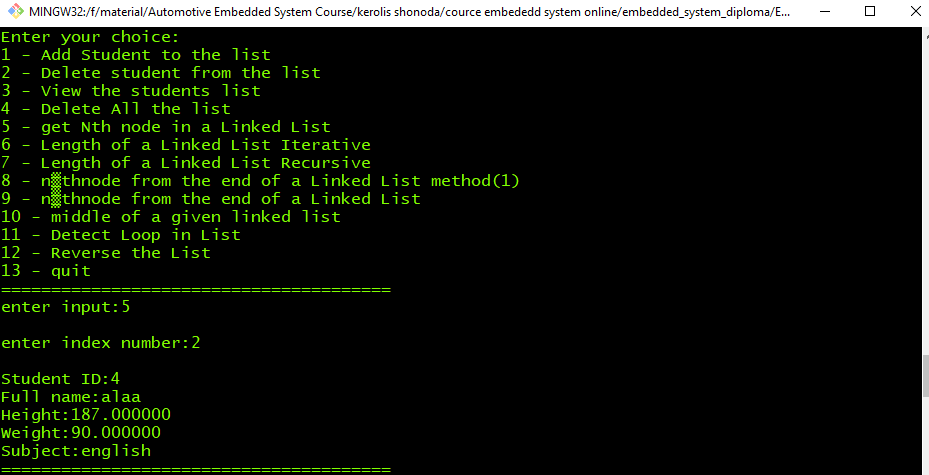 MINGW32:/f/material/Automotive Embedded System Course/kerolis shonoda/cource embededd system online/embedded_system_diploma/E...
Enter your choice:
1 - Add Student to the list
2 - Delete student from the list
3 - View the students list
4 - Delete All the list
5 - get Nth node in a Linked List
6 - Length of a Linked List Iterative
7 - Length of a Linked List Recursive
8 - n▒thnode from the end of a Linked List method(1)
9 - n▒thnode from the end of a Linked List
10 - middle of a given linked list
11 - Detect Loop in List
12 - Reverse the List
13 - quit
=======================================
enter input:5
enter index number:2
Student ID:4
Full name:alaa
Height:187.000000
Weight:90.000000
Subject:english
=======================================